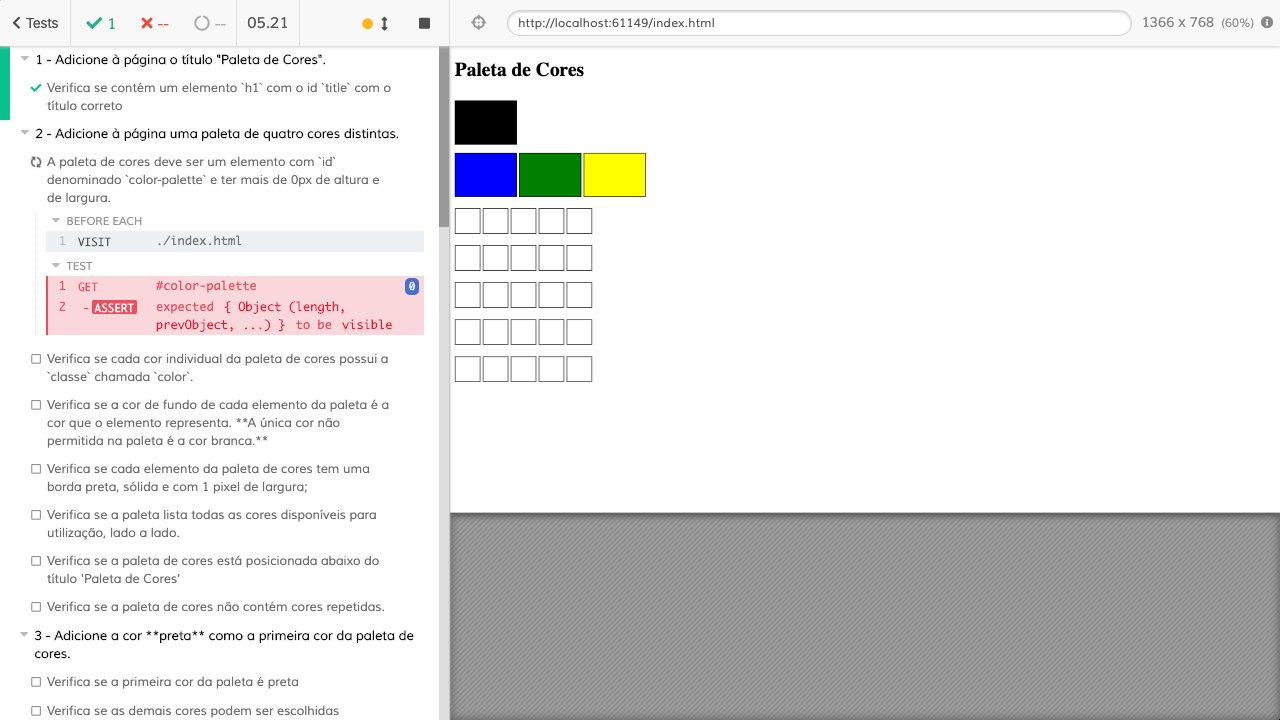 Tests
1
--
--
05.21
http://localhost:61149/index.html
1366 x 768 (60%)
1 - Adicione à página o título "Paleta de Cores".
Verifica se contém um elemento `h1` com o id `title` com o
título correto
2 - Adicione à página uma paleta de quatro cores distintas.
A paleta de cores deve ser um elemento com `id`
denominado `color-palette` e ter mais de 0px de altura e
de largura.
BEFORE EACH
1 VISIT ./index.html
TEST
1 GET #color-palette 0
2 -ASSERT expected { Object (length,
prevObject, ...) } to be visible
Verifica se cada cor individual da paleta de cores possui a
`classe` chamada `color`.
Verifica se a cor de fundo de cada elemento da paleta é a
cor que o elemento representa. **A única cor não
permitida na paleta é a cor branca.**
Verifica se cada elemento da paleta de cores tem uma
borda preta, sólida e com 1 pixel de largura;
Verifica se a paleta lista todas as cores disponíveis para
utilização, lado a lado.
Verifica se a paleta de cores está posicionada abaixo do
título 'Paleta de Cores'
Verifica se a paleta de cores não contém cores repetidas.
3 - Adicione a cor **preta** como a primeira cor da paleta de
cores.
Verifica se a primeira cor da paleta é preta
Verifica se as demais cores podem ser escolhidas
Paleta de Cores